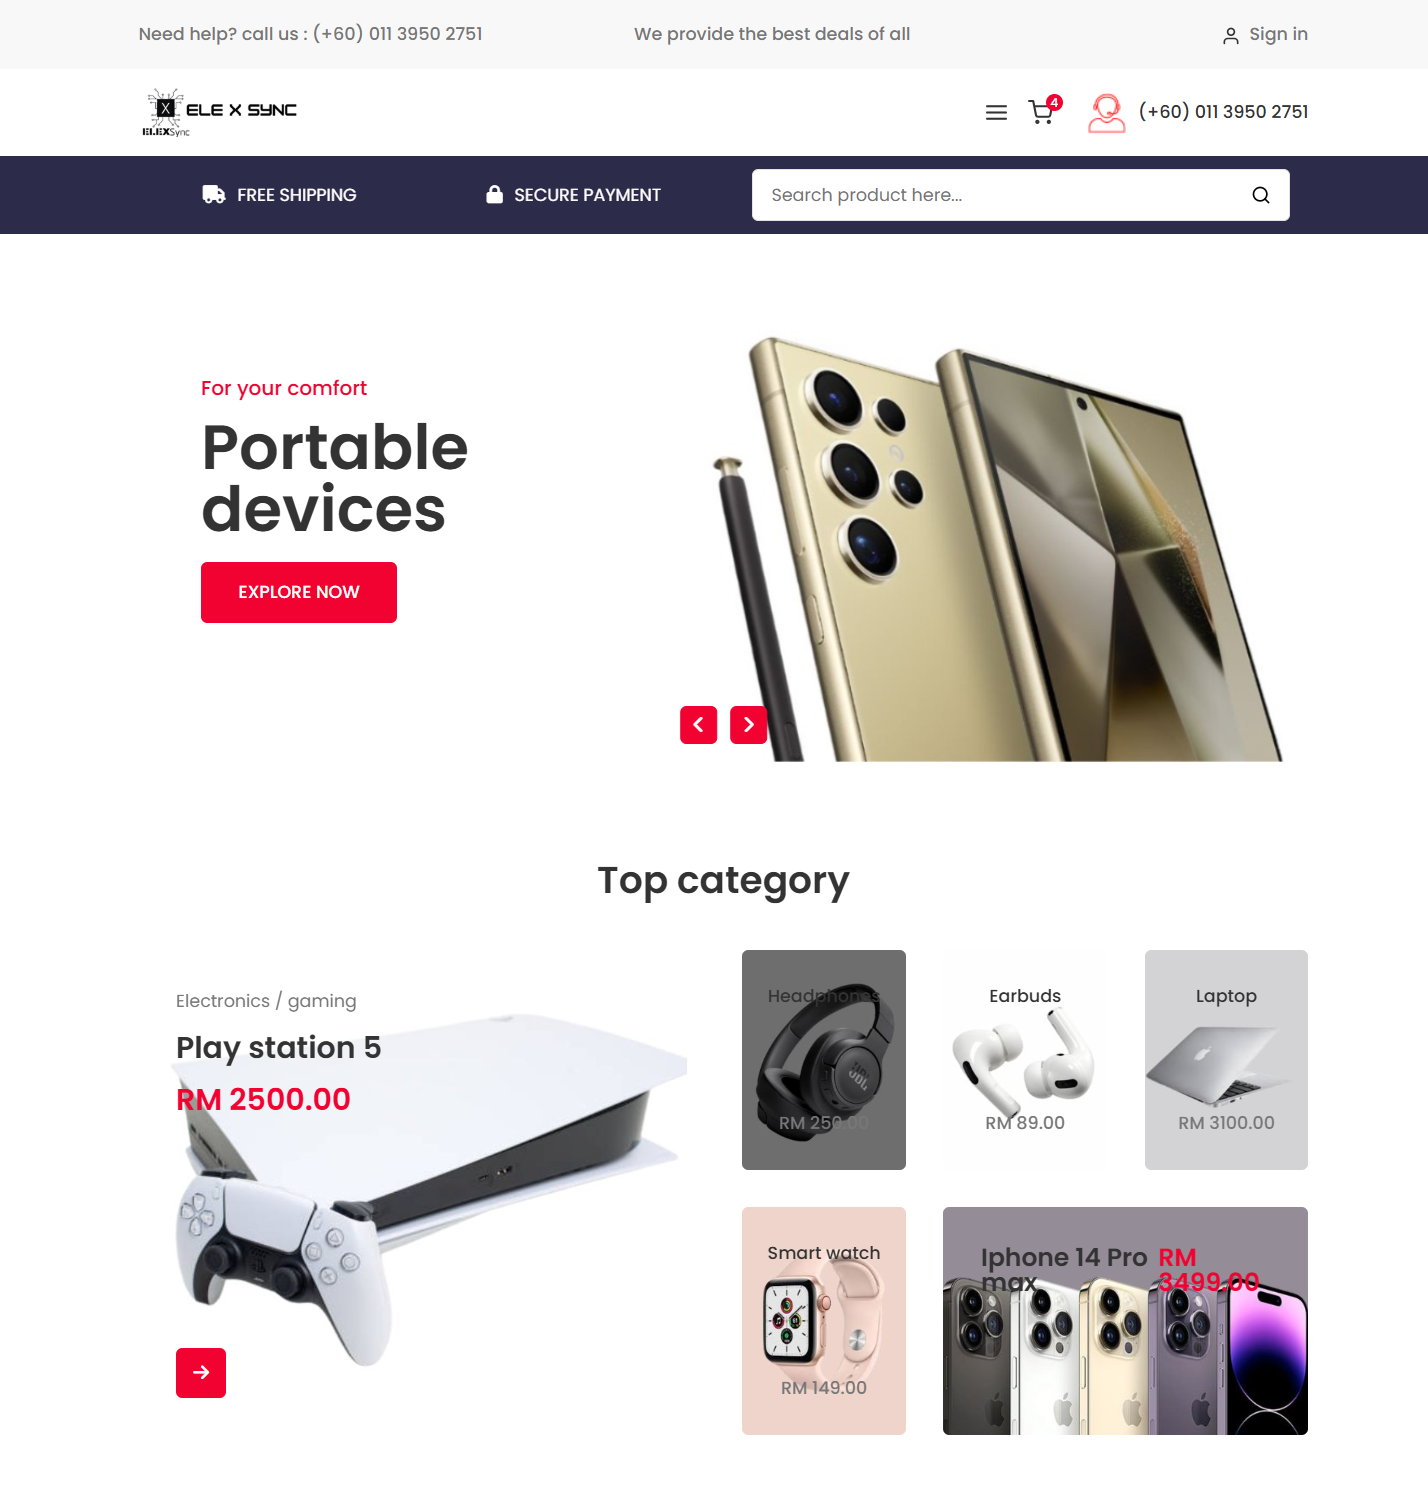 Need help? call us : (+60) 011 3950 2751
We provide the best deals of all
Sign in
X
ELE X SYNC
ELEXSync
4
(+60) 011 3950 2751
FREE SHIPPING
SECURE PAYMENT
Search product here...
For your comfort
Portable
devices
EXPLORE NOW
Top category
Electronics / gaming
Play station 5
RM 2500.00
Headphones
JBL
RM 250.00
Earbuds
RM 89.00
Laptop
RM 3100.00
Smart watch
RM 149.00
Iphone 14 Pro
max
RM
3499.00